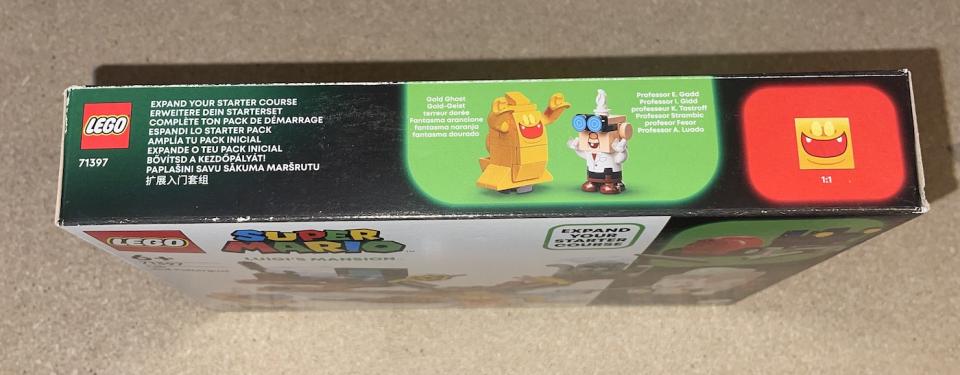 LEGO
71397
EXPAND YOUR STARTER COURSE
ERWEITERE DEIN STARTERSET
COMPLÈTE TON PACK DE DÉMARRAGE
ESPANDI LO STARTER PACK
AMPLÍA TU PACK INICIAL
EXPANDE O TEU PACK INICIAL
BŐVÍTSD A KEZDŐPÁLYÁT!
PAPLAŠINI SAVU SĀKUMA MARŠRUTU
扩展入门套组
Gold Ghost
Gold-Geist
terreur dorée
Fantasma arancione
fantasma naranja
fantasma dourado
Professor E. Gadd
Professor I. Gidd
professeur K. Tastroff
Professor Strambic
profesor Fesor
Professor A. Luado
1:1
LEGO
SUPER
MARIO
LUIGI'S MANSION
6+
71397
EXPAND
YOUR
STARTER
COURSE